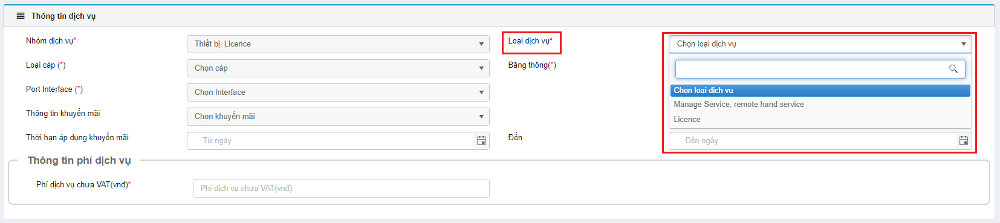 Thông tin dịch vụ
Nhóm dịch vụ*
Thiết bị, Licence
Loại dịch vụ*
Chọn loại dịch vụ
Loại cáp (*)
Chọn cáp
Băng thông(*)
Port Interface (*)
Chọn Interface
Chọn loại dịch vụ
Manage Service, remote hand service
Licence
Thông tin khuyến mãi
Chọn khuyến mãi
Thời hạn áp dụng khuyến mãi
Từ ngày
Đến
Đến ngày
Thông tin phí dịch vụ
Phí dịch vụ chưa VAT(vnđ)*
Phí dịch vụ chưa VAT(vnđ)